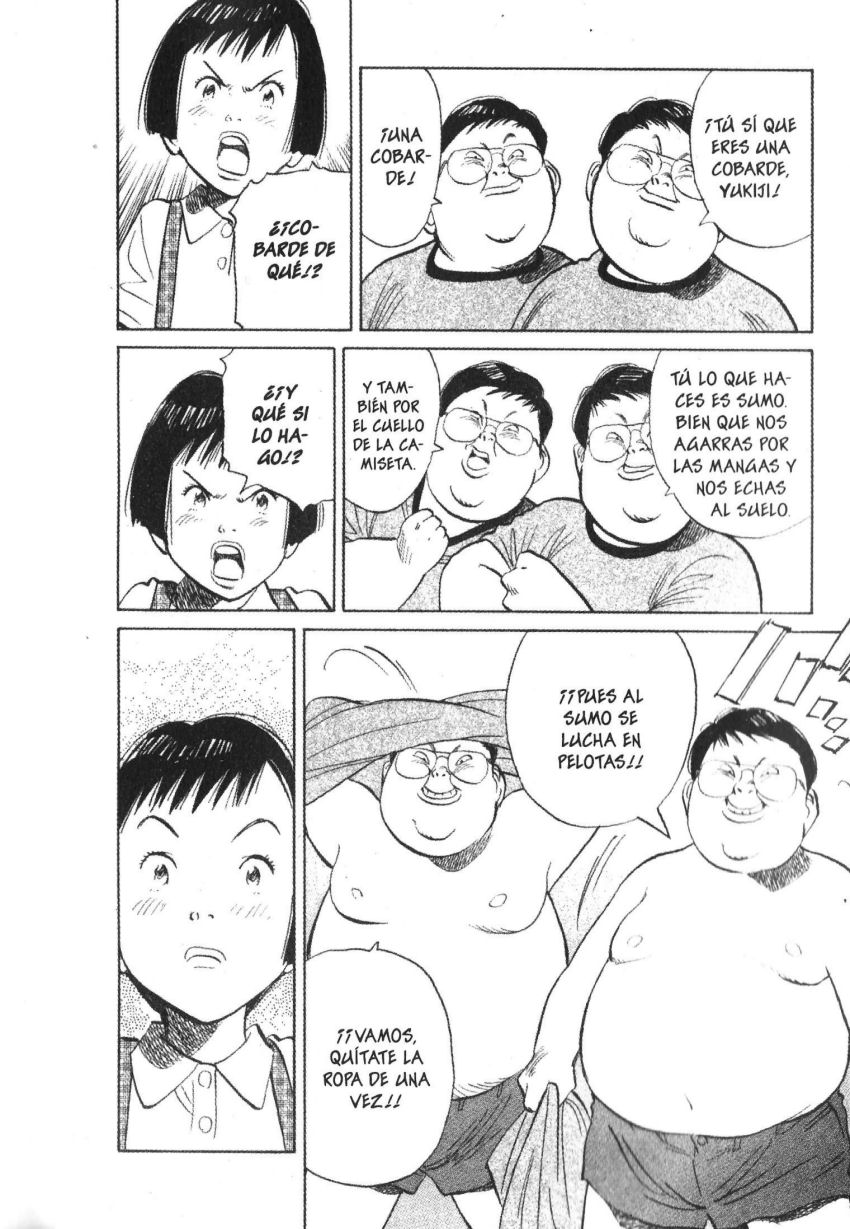 ¡TÚ SÍ QUE
ERES UNA
COBARDE,
YUKIJI!
¡UNA
COBAR-
DE!
¿¡CO-
BARDE DE
QUÉ!?
TÚ LO QUE HA-
CES ES SUMO.
BIEN QUE NOS
AGARRAS POR
LAS MANGAS Y
NOS ECHAS
AL SUELO.
Y TAM-
BIÉN POR
EL CUELLO
DE LA CA-
MISETA.
¿¡Y
QUÉ SI
LO HA-
GO!?
¡¡PUES AL
SUMO SE
LUCHA EN
PELOTAS!!
¡¡VAMOS,
QUÍTATE LA
ROPA DE UNA
VEZ!!